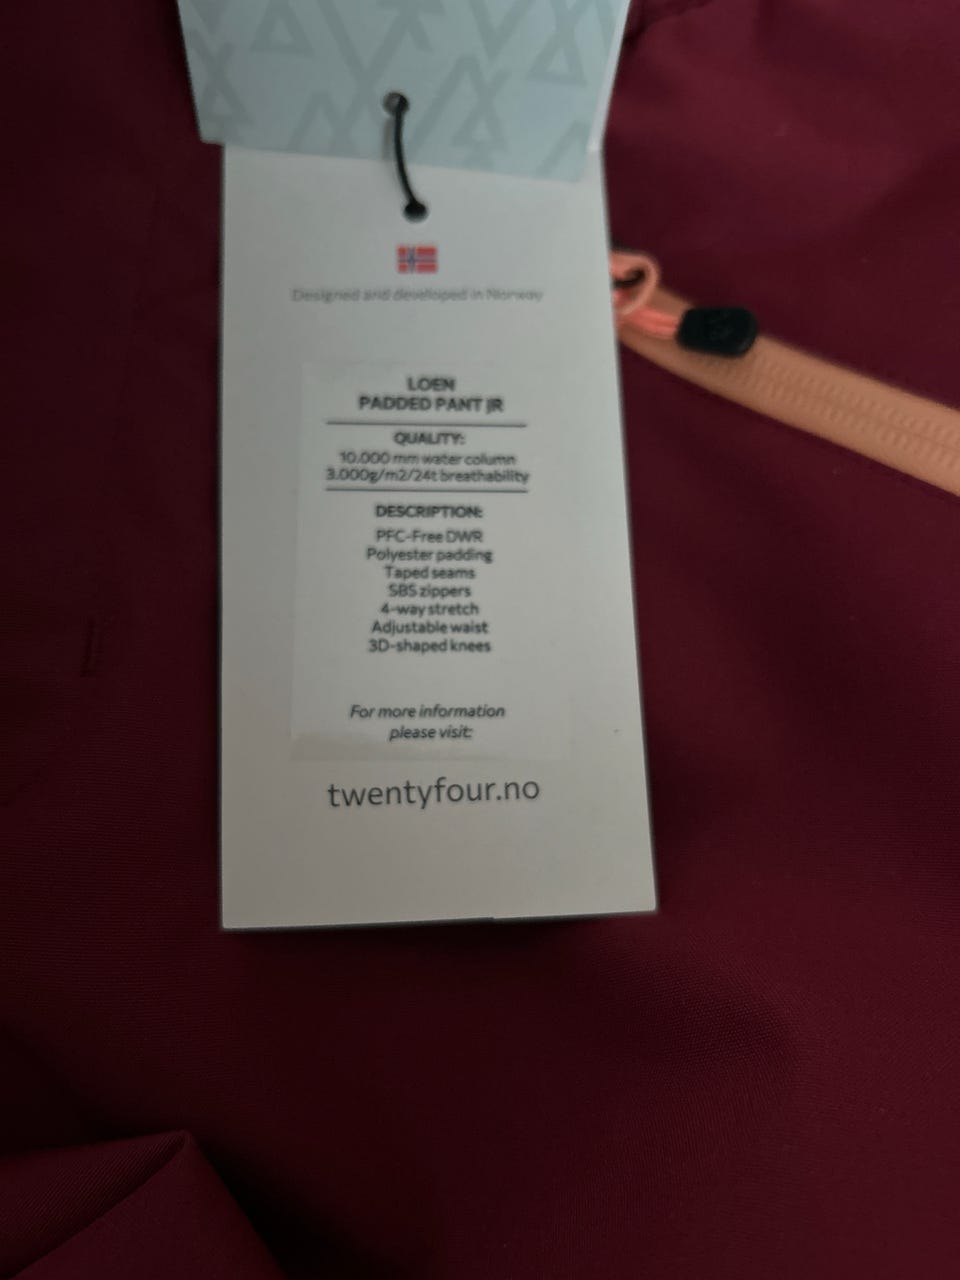 Designed and developed in Norway
LOEN
PADDED PANT JR
QUALITY:
10.000 mm water column
3.000g/m2/24t breathability
DESCRIPTION:
PFC-Free DWR
Polyester padding
Taped seams
SBS zippers
4-way stretch
Adjustable waist
3D-shaped knees
For more information
please visit:
twentyfour.no